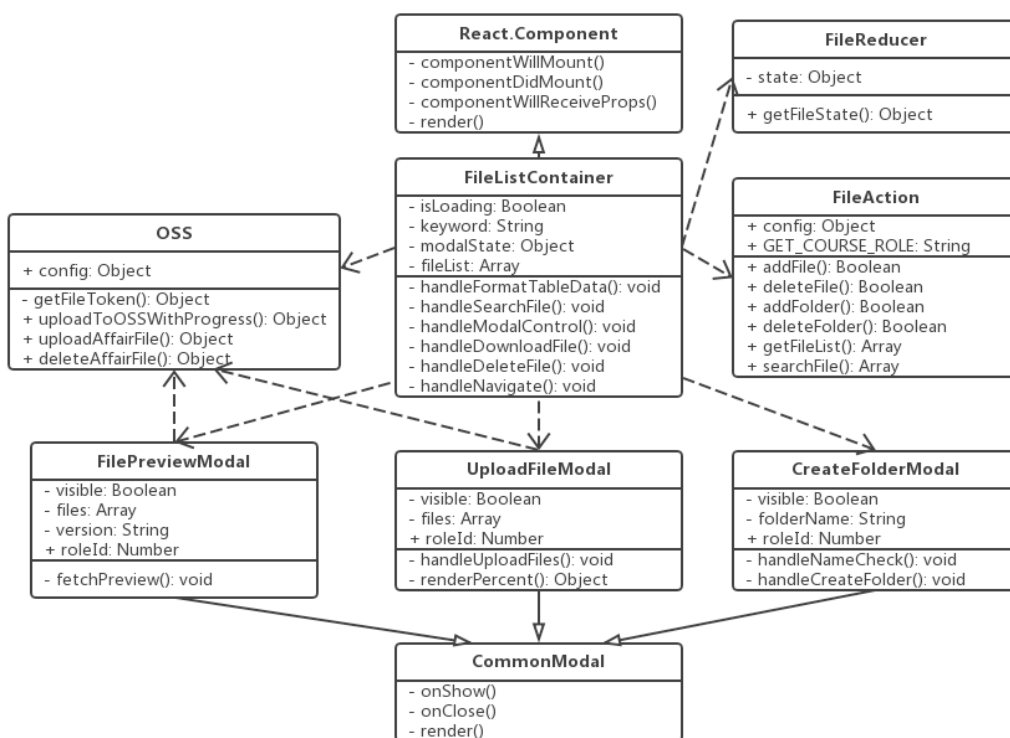 React.Component
- componentWillMount()
- componentDidMount()
- componentWillReceiveProps()
- render()
FileReducer
- state: Object
+ getFileState(): Object
FileListContainer
- isLoading: Boolean
- keyword: String
- modalState: Object
- fileList: Array
- handleFormatTableData(): void
- handleSearchFile(): void
- handleModalControl(): void
- handleDownloadFile(): void
- handleDeleteFile(): void
- handleNavigate(): void
FileAction
+ config: Object
+ GET_COURSE_ROLE: String
+ addFile(): Boolean
+ deleteFile(): Boolean
+ addFolder(): Boolean
+ deleteFolder(): Boolean
+ getFileList(): Array
+ searchFile(): Array
OSS
+ config: Object
- getFileToken(): Object
+ uploadToOSSWithProgress(): Object
+ uploadAffairFile(): Object
+ deleteAffairFile(): Object
FilePreviewModal
- visible: Boolean
- files: Array
- version: String
+ roleId: Number
- fetchPreview(): void
UploadFileModal
- visible: Boolean
- files: Array
+ roleId: Number
- handleUploadFiles(): void
- renderPercent(): Object
CreateFolderModal
- visible: Boolean
- folderName: String
+ roleId: Number
- handleNameCheck(): void
- handleCreateFolder(): void
CommonModal
- onShow()
- onClose()
- render()